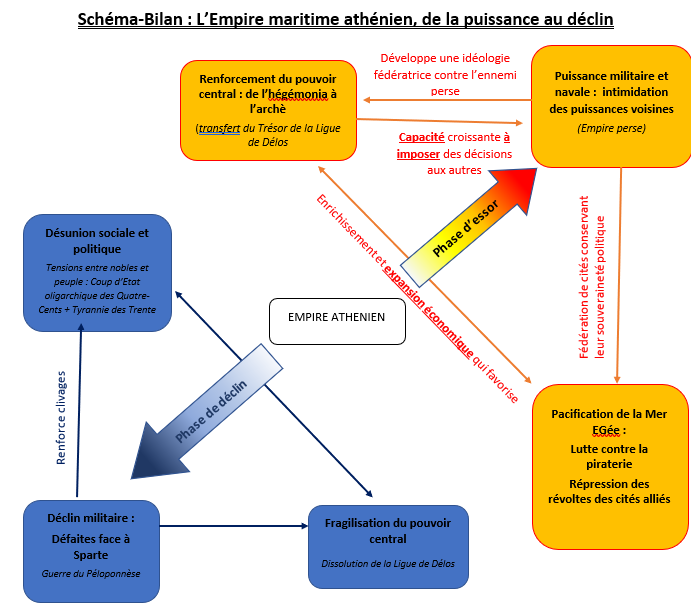 Schéma-Bilan : L'Empire maritime athénien, de la puissance au déclin
Renforcement du pouvoir
central : de l'hégémonia à
l'archè
(transfert du Trésor de la Ligue
de Délos
Développe une idéologie
fédératrice contre l'ennemi
perse
Capacité croissante à
imposer des décisions
aux autres
Puissance militaire et
navale : intimidation
des puissances voisines
(Empire perse)
Phase d'essor
Enrichissement et expansion économique qui favorise
Fédération de cités conservant
leur souveraineté politique
Désunion sociale et
politique
Tensions entre nobles et
peuple : Coup d'Etat
oligarchique des Quatre-
Cents + Tyrannie des Trente
EMPIRE ATHENIEN
Phase de déclin
Renforce clivages
Pacification de la Mer
EGée :
Lutte contre la
piraterie
Répression des
révoltes des cités alliés
Déclin militaire :
Défaites face à
Sparte
Guerre du Péloponnèse
Fragilisation du pouvoir
central
Dissolution de la Ligue de Délos